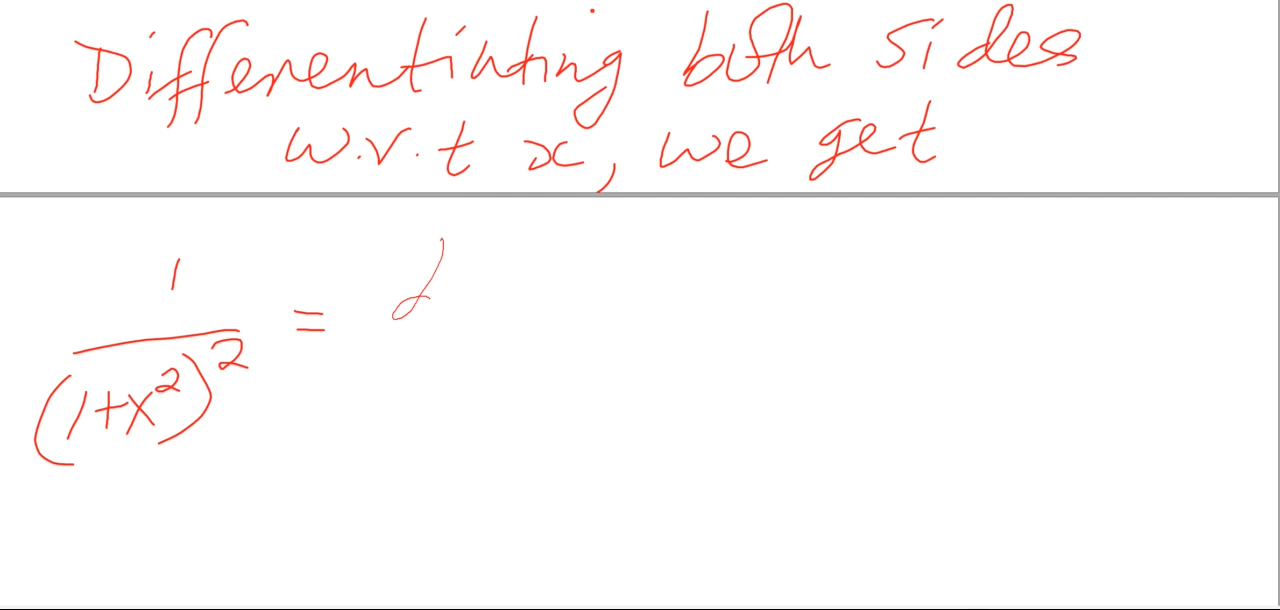 Differentiating both sides
w.r.t x, we get
1
= d
(1+x²)²